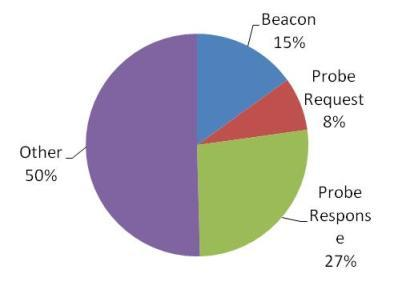 Beacon
15%
Probe
Request
8%
Probe
Respons
e
27%
Other
50%